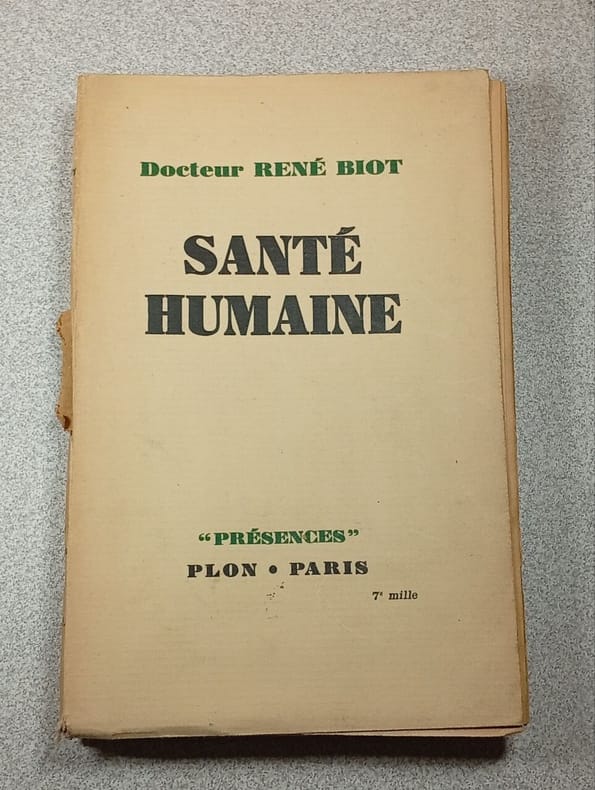 Docteur RENÉ BIOT
SANTÉ
HUMAINE
“PRÉSENCES”
PLON • PARIS
7ᵉ mille